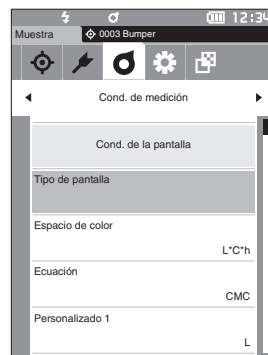 12:34
Muestra
0003 Bumper
Cond. de medición
Cond. de la pantalla
Tipo de pantalla
Espacio de color
L*C*h
Ecuación
CMC
Personalizado 1
L